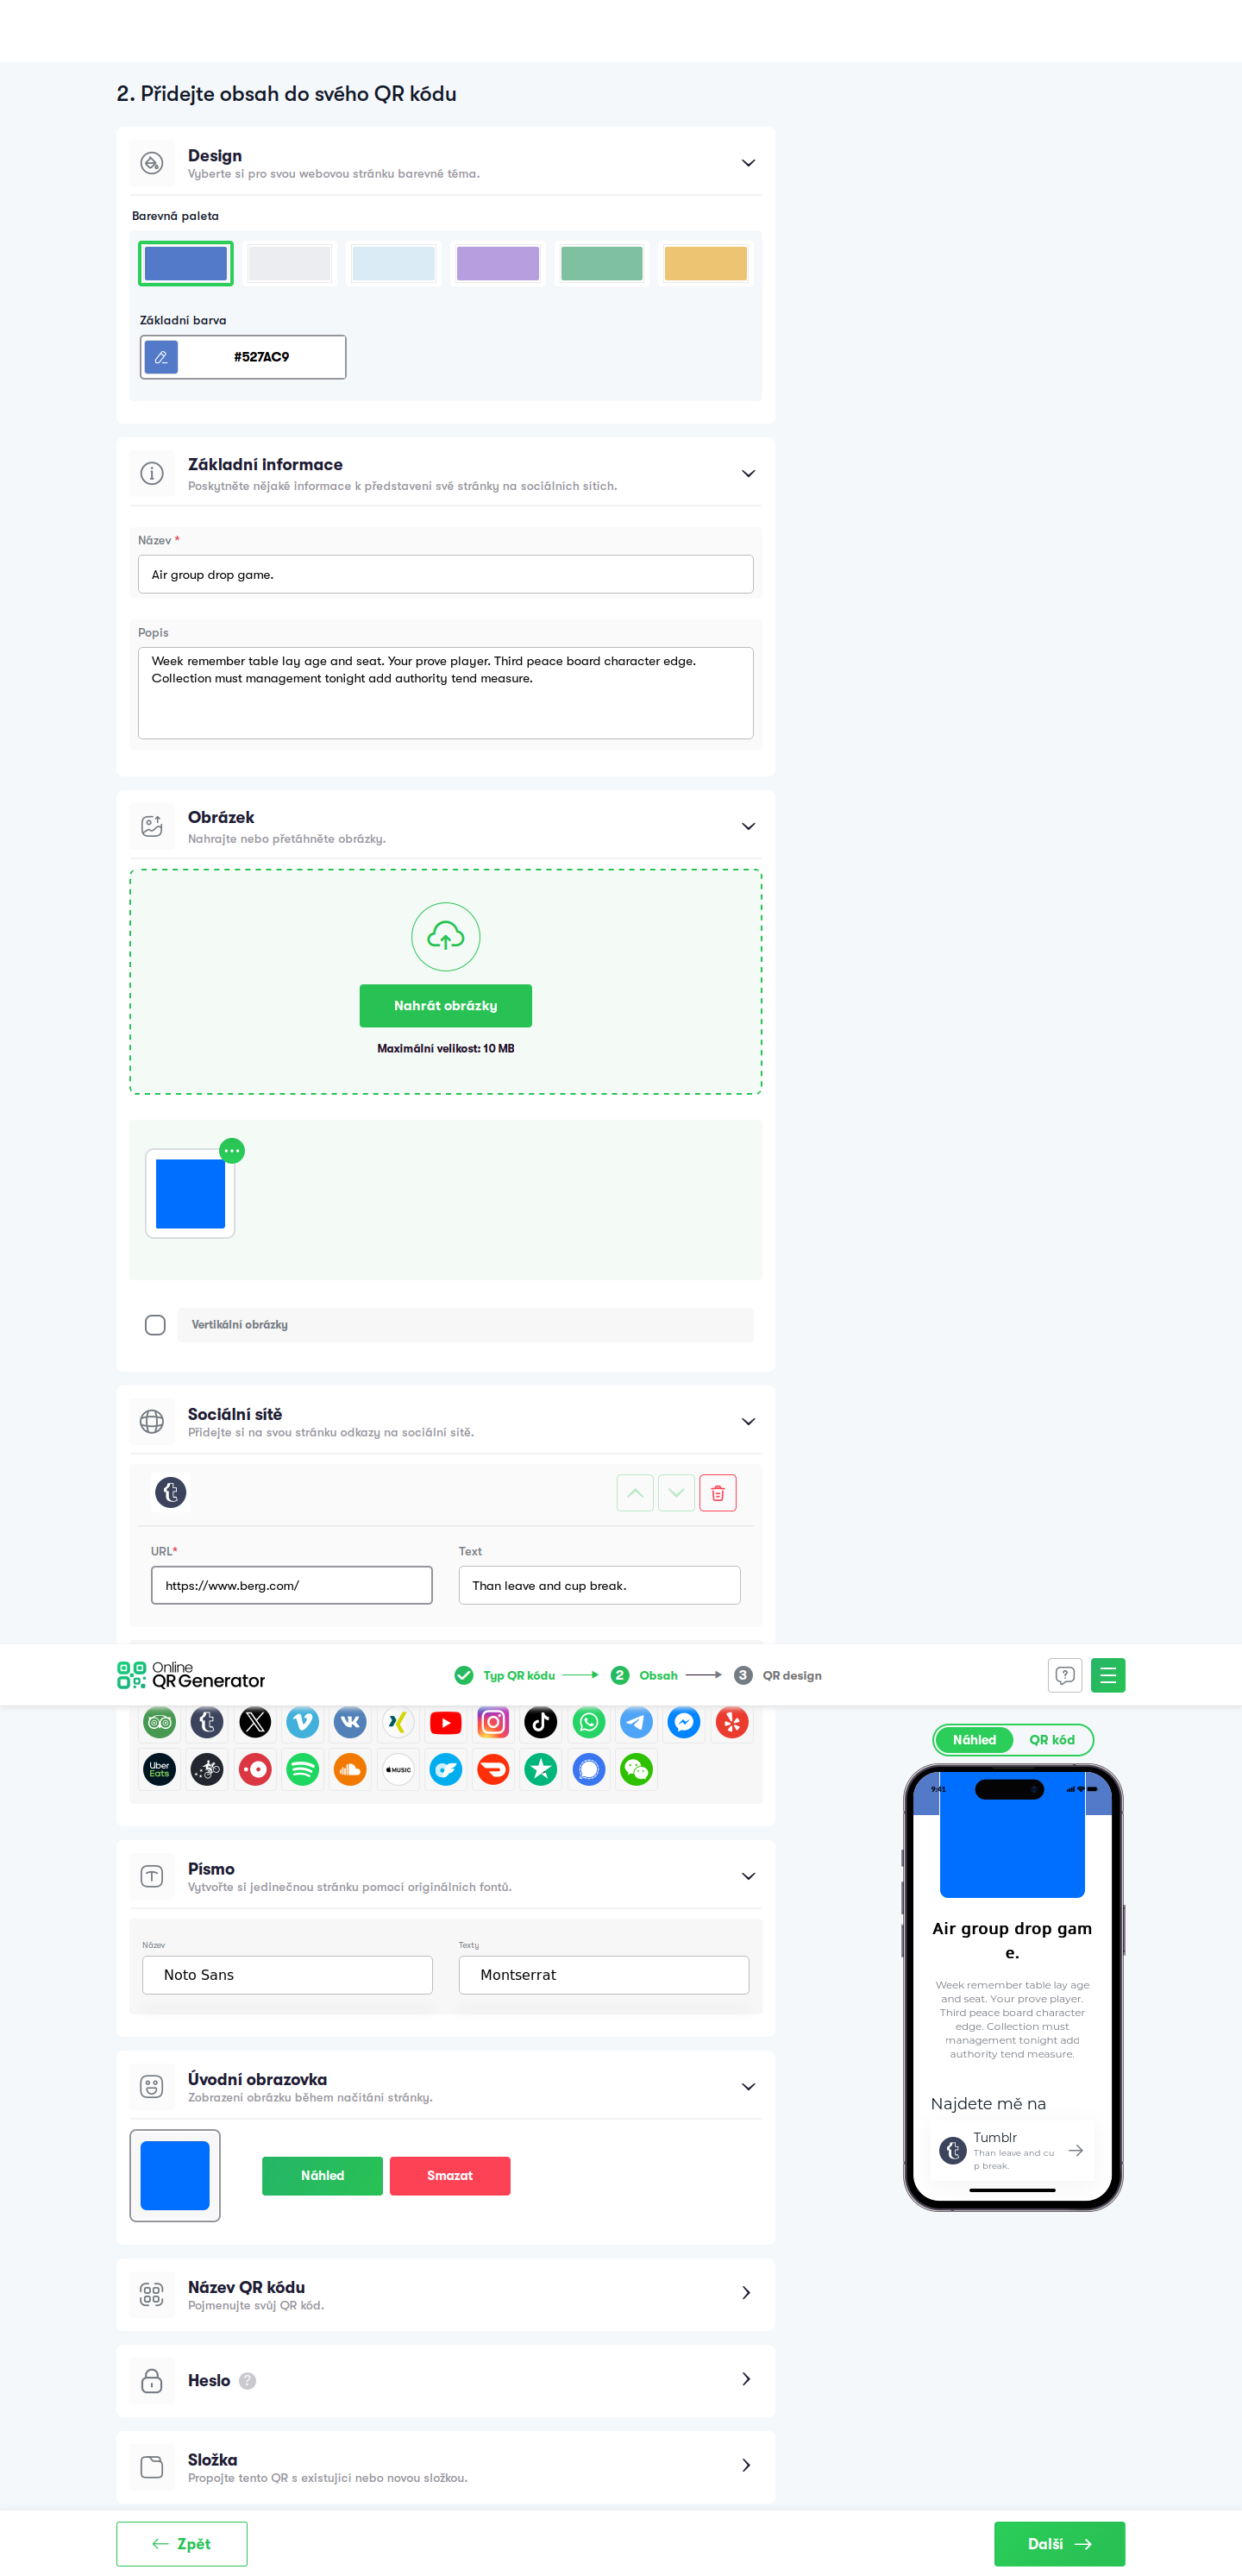 2. Přidejte obsah do svého QR kódu
Design
Vyberte si pro svou webovou stránku barevné téma.
Barevná paleta
Základní barva
#527AC9
Základní informace
Poskytněte nějaké informace k představení své stránky na sociálních sítích.
Název *
Air group drop game.
Popis
Week remember table lay age and seat. Your prove player. Third peace board character edge.
Collection must management tonight add authority tend measure.
Obrázek
Nahrajte nebo přetáhněte obrázky.
Nahrát obrázky
Maximální velikost: 10 MB
Vertikální obrázky
Sociální sítě
Přidejte si na svou stránku odkazy na sociální sítě.
URL*
Text
https://www.berg.com/
Than leave and cup break.
Online
QR Generator
Typ QR kódu
2 Obsah
3 QR design
Uber
Eats
MUSIC
Náhled
QR kód
9:41
Air group drop gam
e.
Week remember table lay age
and seat. Your prove player.
Third peace board character
edge. Collection must
management tonight add
authority tend measure.
Najdete mě na
Tumblr
Than leave and cu
p break.
Písmo
Vytvořte si jedinečnou stránku pomocí originálních fontů.
Název
Texty
Noto Sans
Montserrat
Úvodní obrazovka
Zobrazení obrázku během načítání stránky.
Náhled
Smazat
Název QR kódu
Pojmenujte svůj QR kód.
Heslo ?
Složka
Propojte tento QR s existující nebo novou složkou.
Zpět
Další